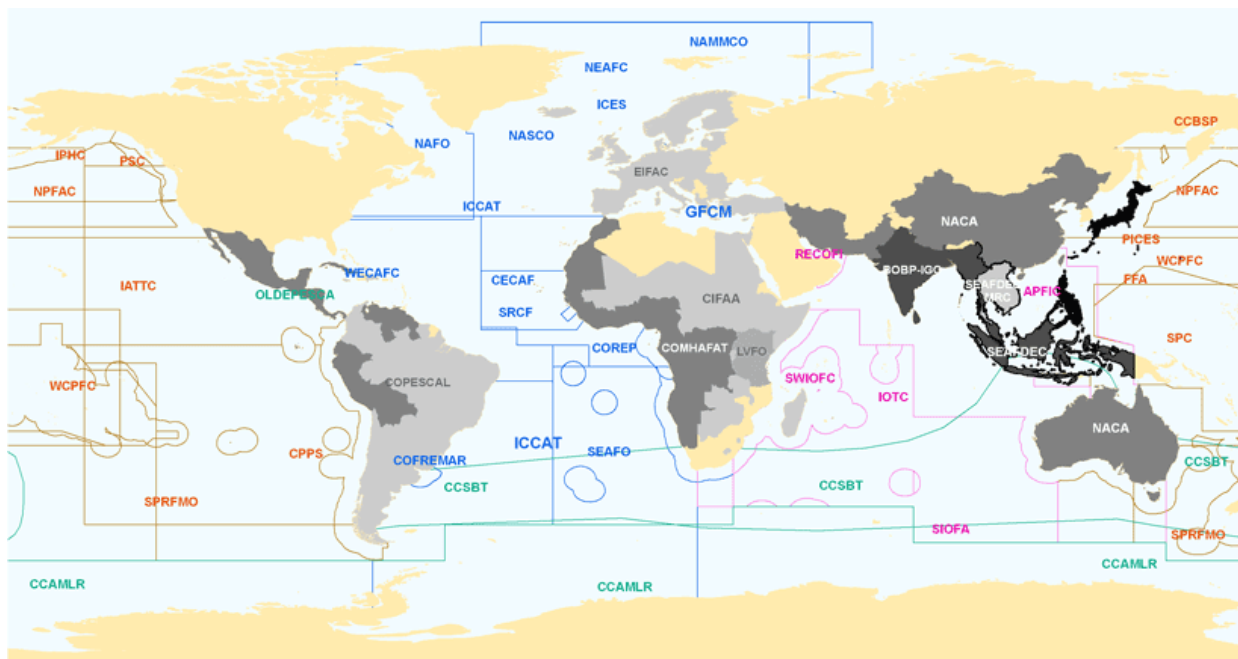 NAMMCO
NEAFC
ICES
CCBSP
NASCO
NAFO
IPHC
PSC
EIFAC
NPFAC
NPFAC
ICCAT
GFCM
NACA
PICES
RECOFI
WCPFC
BOBP-IGO
WECAFC
CECAF
FFA
IATTC
SEAFDEC
MRC
APFIC
OLDEPESCA
CIFAA
SRCF
SPC
COREP
COMHAFAT
LVFO
SEAFDEC
SWIOFC
COPESCAL
WCPFC
IOTC
NACA
ICCAT
SEAFO
CPPS
COFREMAR
CCSBT
CCSBT
CCSBT
SPRFMO
SIOFA
SPRFMO
CCAMLR
CCAMLR
CCAMLR